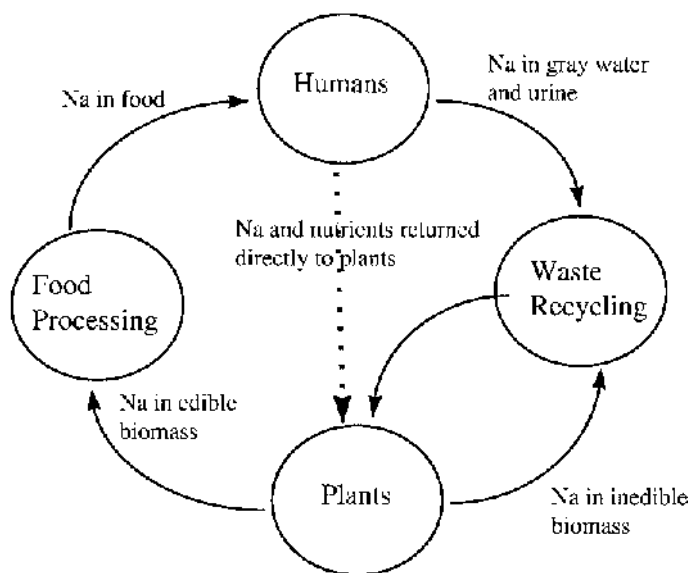 Humans
Na in gray water
and urine
Na in food
Na and nutrients returned
directly to plants
Food
Processing
Waste
Recycling
Na in edible
biomass
Plants
Na in inedible
biomass